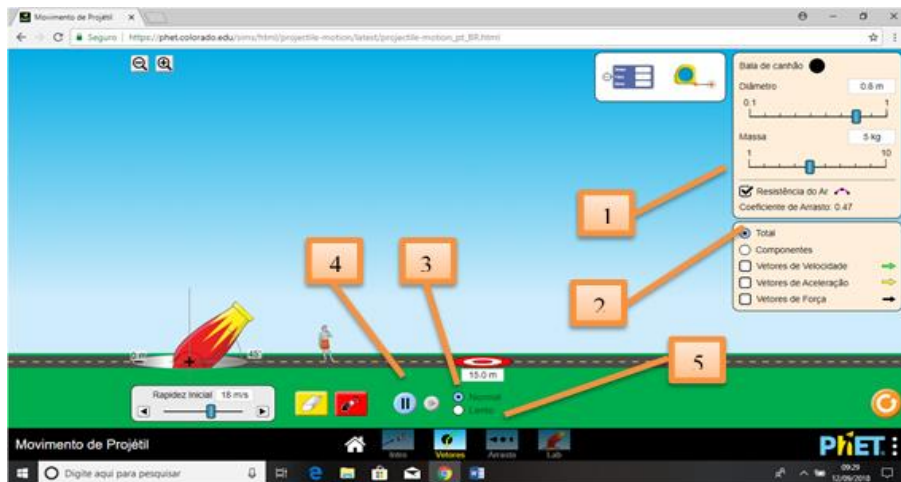 Movimento de Projétil
Seguro | https://phet.colorado.edu/sims/html/projectile-motion/latest/projectile-motion_pt_BR.html
Bala de canhão
Diâmetro 0.8 m
0.1 1
Massa 5 kg
1 10
Resistência do Ar
Coeficiente de Arrasto: 0.47
1
Total
Componentes
Vetores de Velocidade
Vetores de Aceleração
Vetores de Força
2
3
4
5
0 m
45°
15.0 m
Rapidez Inicial 18 m/s
Normal
Lento
Movimento de Projétil
Intro
Vetores
Arrasto
Lab
PhET
Digite aqui para pesquisar
09:29
12/09/2018